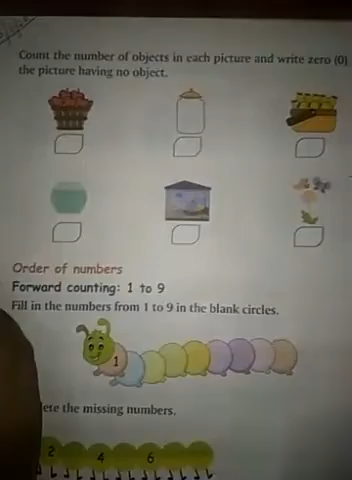 Count the number of objects in each picture and write zero (0)
the picture having no object.
Order of numbers
Forward counting: 1 to 9
Fill in the numbers from 1 to 9 in the blank circles.
1
ete the missing numbers.
2 4 6